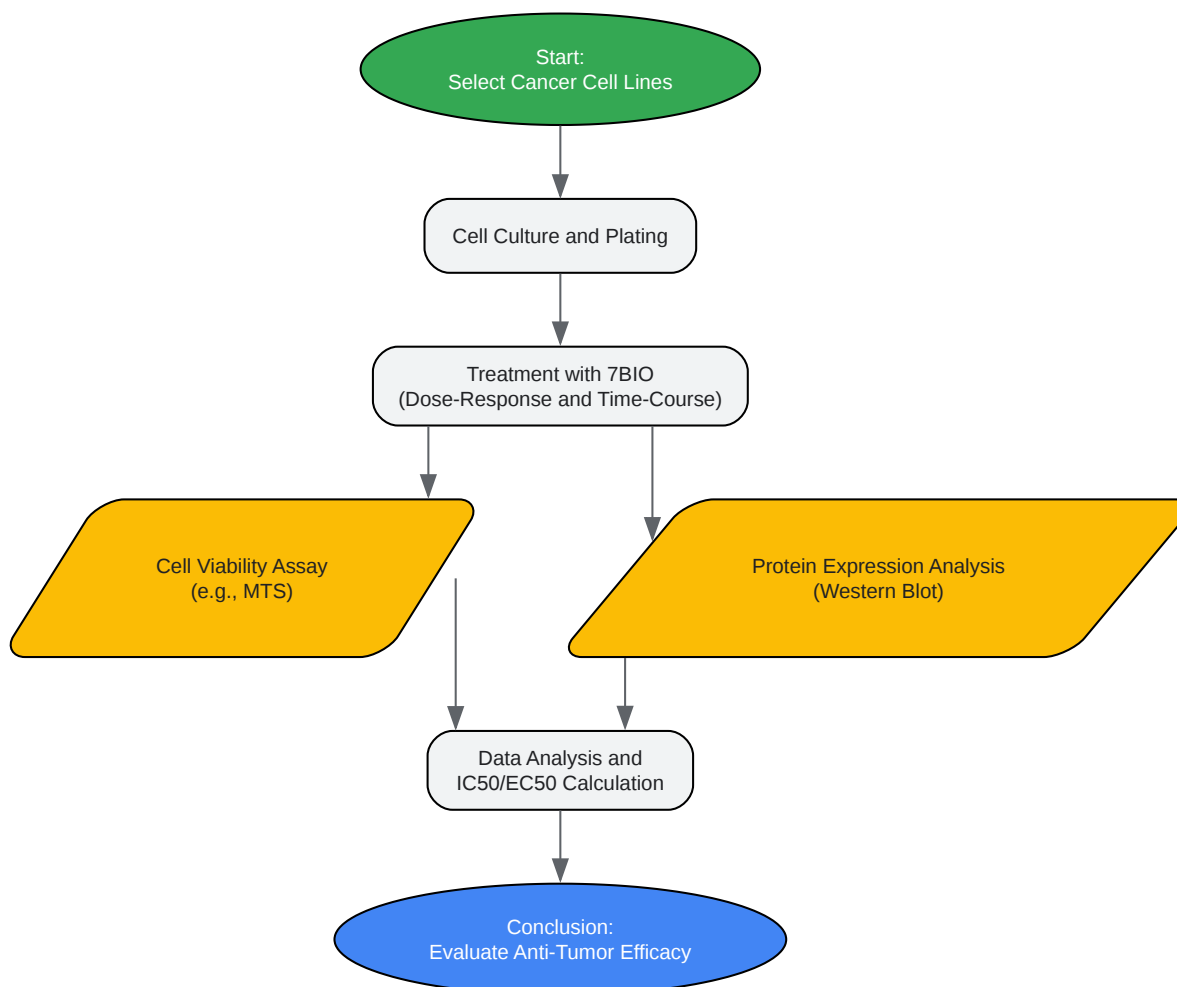 Start:
Select Cancer Cell Lines
Cell Culture and Plating
Treatment with 7BIO
(Dose-Response and Time-Course)
Cell Viability Assay
(e.g., MTS)
Protein Expression Analysis
(Western Blot)
Data Analysis and
IC50/EC50 Calculation
Conclusion:
Evaluate Anti-Tumor Efficacy